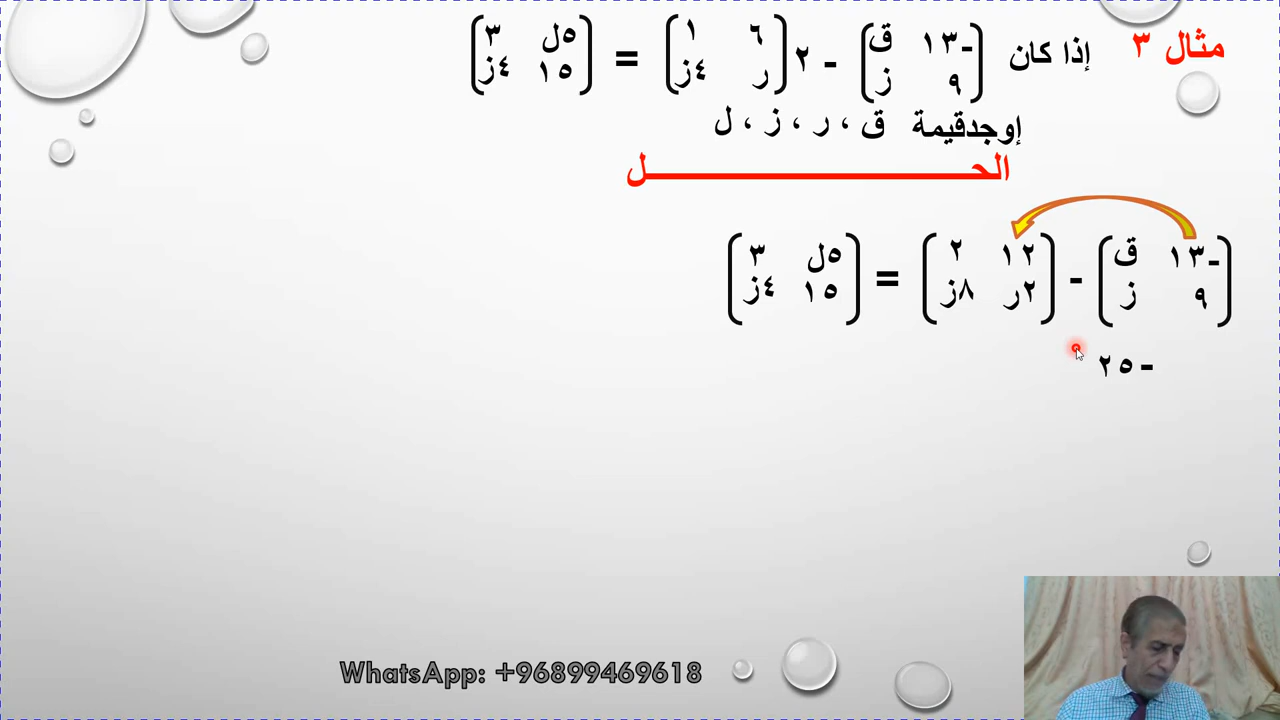 مثال ٣ إذا كان [-١٣ ق ; ٩ ز] - ٢ [٦ ١ ; ر ٤ز] = [٥ل ٣ ; ١٥ ٤ز]
إوجدقيمة ق ، ر ، ز ، ل
الحـــــــــــــــــــــل
[-١٣ ق ; ٩ ز] - [١٢ ٢ ; ٢ر ٨ز] = [٥ل ٣ ; ١٥ ٤ز]
-٢٥
WhatsApp: +96899469618